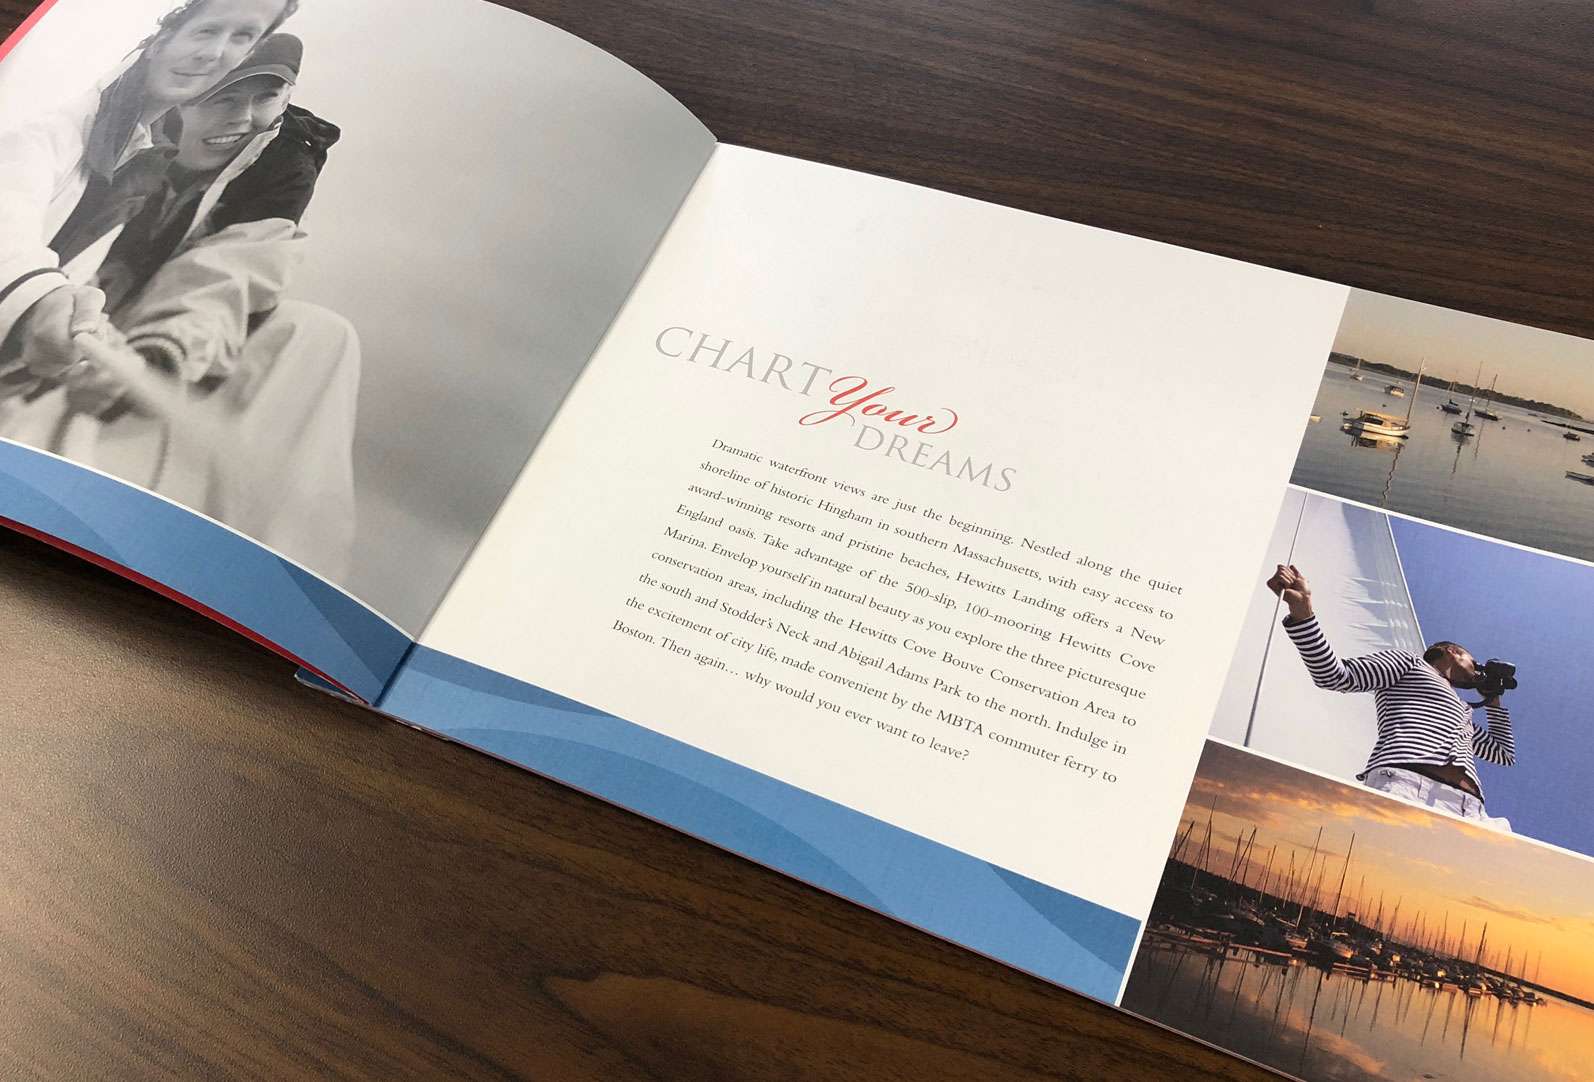 CHART Your
DREAMS
Dramatic waterfront views are just the beginning. Nestled along the quiet
shoreline of historic Hingham in southern Massachusetts, with easy access to
award-winning resorts and pristine beaches, Hewitts Landing offers a New
England oasis. Take advantage of the 500-slip, 100-mooring Hewitts Cove
Marina. Envelop yourself in natural beauty as you explore the three picturesque
conservation areas, including the Hewitts Cove Bouve Conservation Area to
the south and Stodder's Neck and Abigail Adams Park to the north. Indulge in
the excitement of city life, made convenient by the MBTA commuter ferry to
Boston. Then again... why would you ever want to leave?